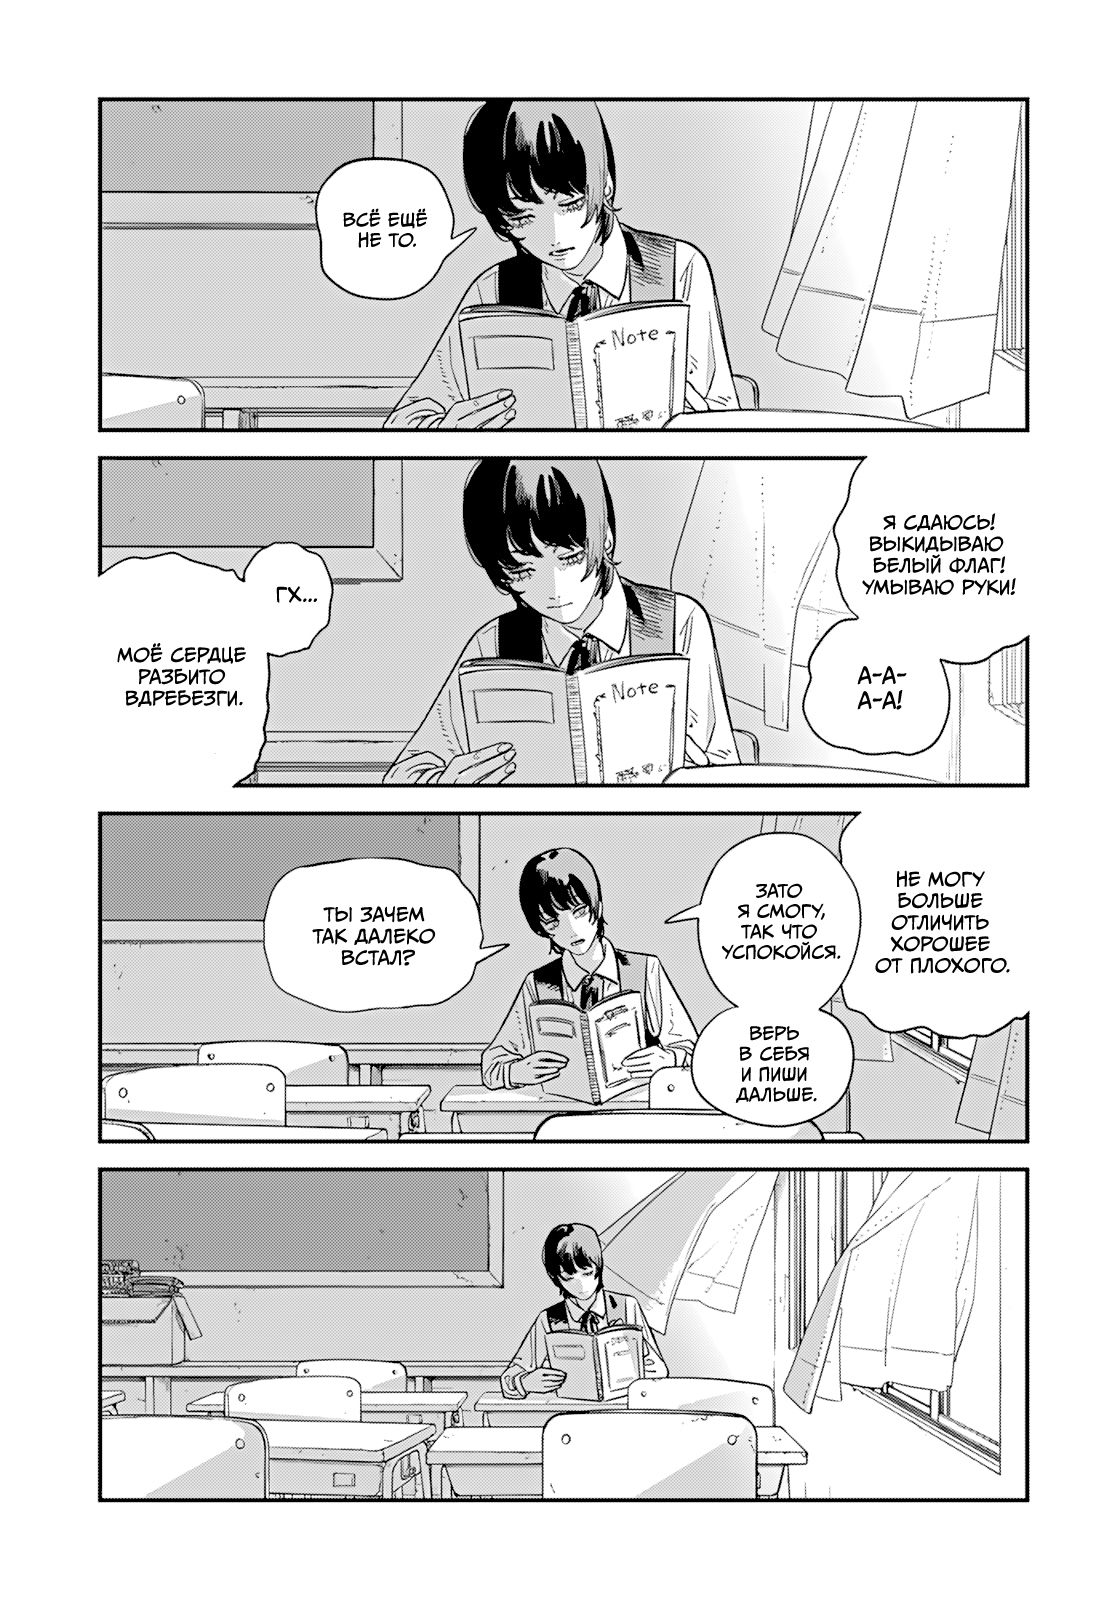 ВСЁ ЕЩЁ
НЕ ТО.
Note
Я СДАЮСЬ!
ВЫКИДЫВАЮ
БЕЛЫЙ ФЛАГ!
УМЫВАЮ РУКИ!
А-А-
А-А!
ГХ...
МОЁ СЕРДЦЕ
РАЗБИТО
ВДРЕБЕЗГИ.
Note
НЕ МОГУ
БОЛЬШЕ
ОТЛИЧИТЬ
ХОРОШЕЕ
ОТ ПЛОХОГО.
ЗАТО
Я СМОГУ,
ТАК ЧТО
УСПОКОЙСЯ.
ВЕРЬ
В СЕБЯ
И ПИШИ
ДАЛЬШЕ.
ТЫ ЗАЧЕМ
ТАК ДАЛЕКО
ВСТАЛ?